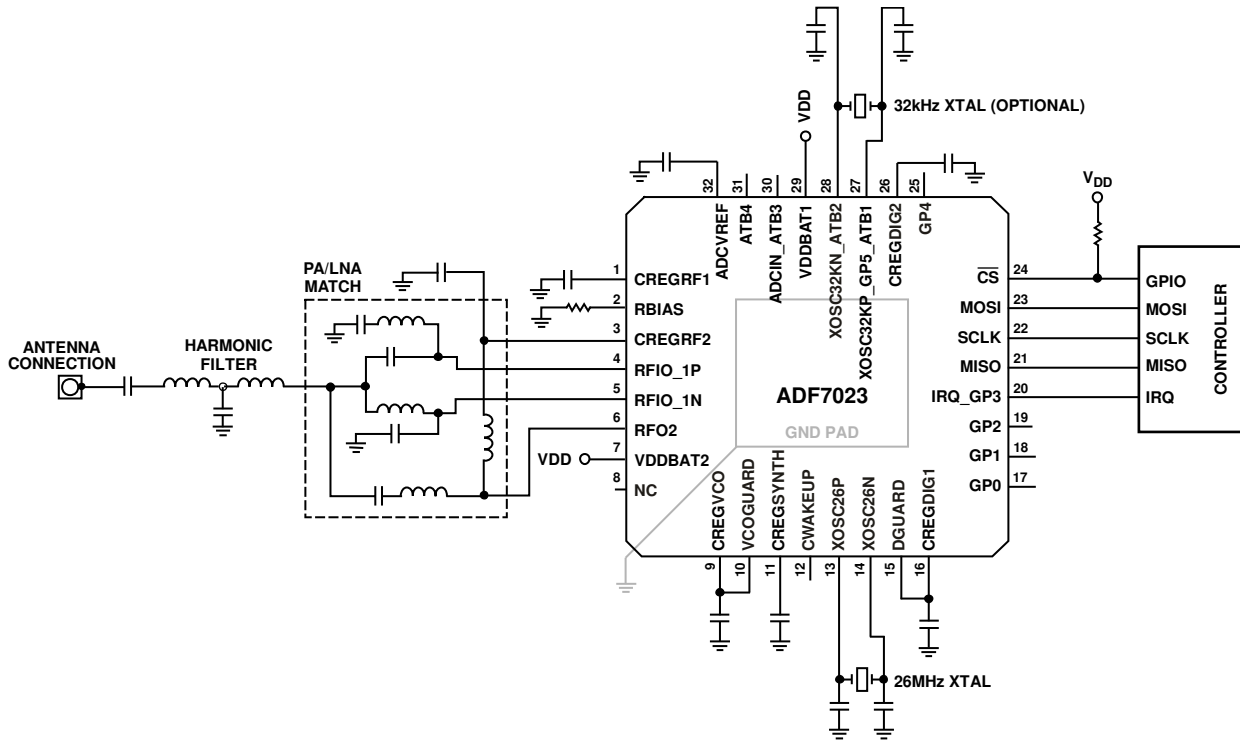 32kHz XTAL (OPTIONAL)
VDD
32
31
30
29
28
27
26
25
ADCVREF
ATB4
ADCIN_ATB3
VDDBAT1
XOSC32KN_ATB2
XOSC32KP_GP5_ATB1
CREGDIG2
GP4
VDD
PA/LNA
MATCH
ANTENNA
CONNECTION
HARMONIC
FILTER
VDD
1 CREGRF1
2 RBIAS
3 CREGRF2
4 RFIO_1P
5 RFIO_1N
6 RFO2
7 VDDBAT2
8 NC
ADF7023
GND PAD
CS 24
MOSI 23
SCLK 22
MISO 21
IRQ_GP3 20
GP2 19
GP1 18
GP0 17
GPIO
MOSI
SCLK
MISO
IRQ
CONTROLLER
CREGVCO
VCOGUARD
CREGSYNTH
CWAKEUP
XOSC26P
XOSC26N
DGUARD
CREGDIG1
9
10
11
12
13
14
15
16
26MHz XTAL